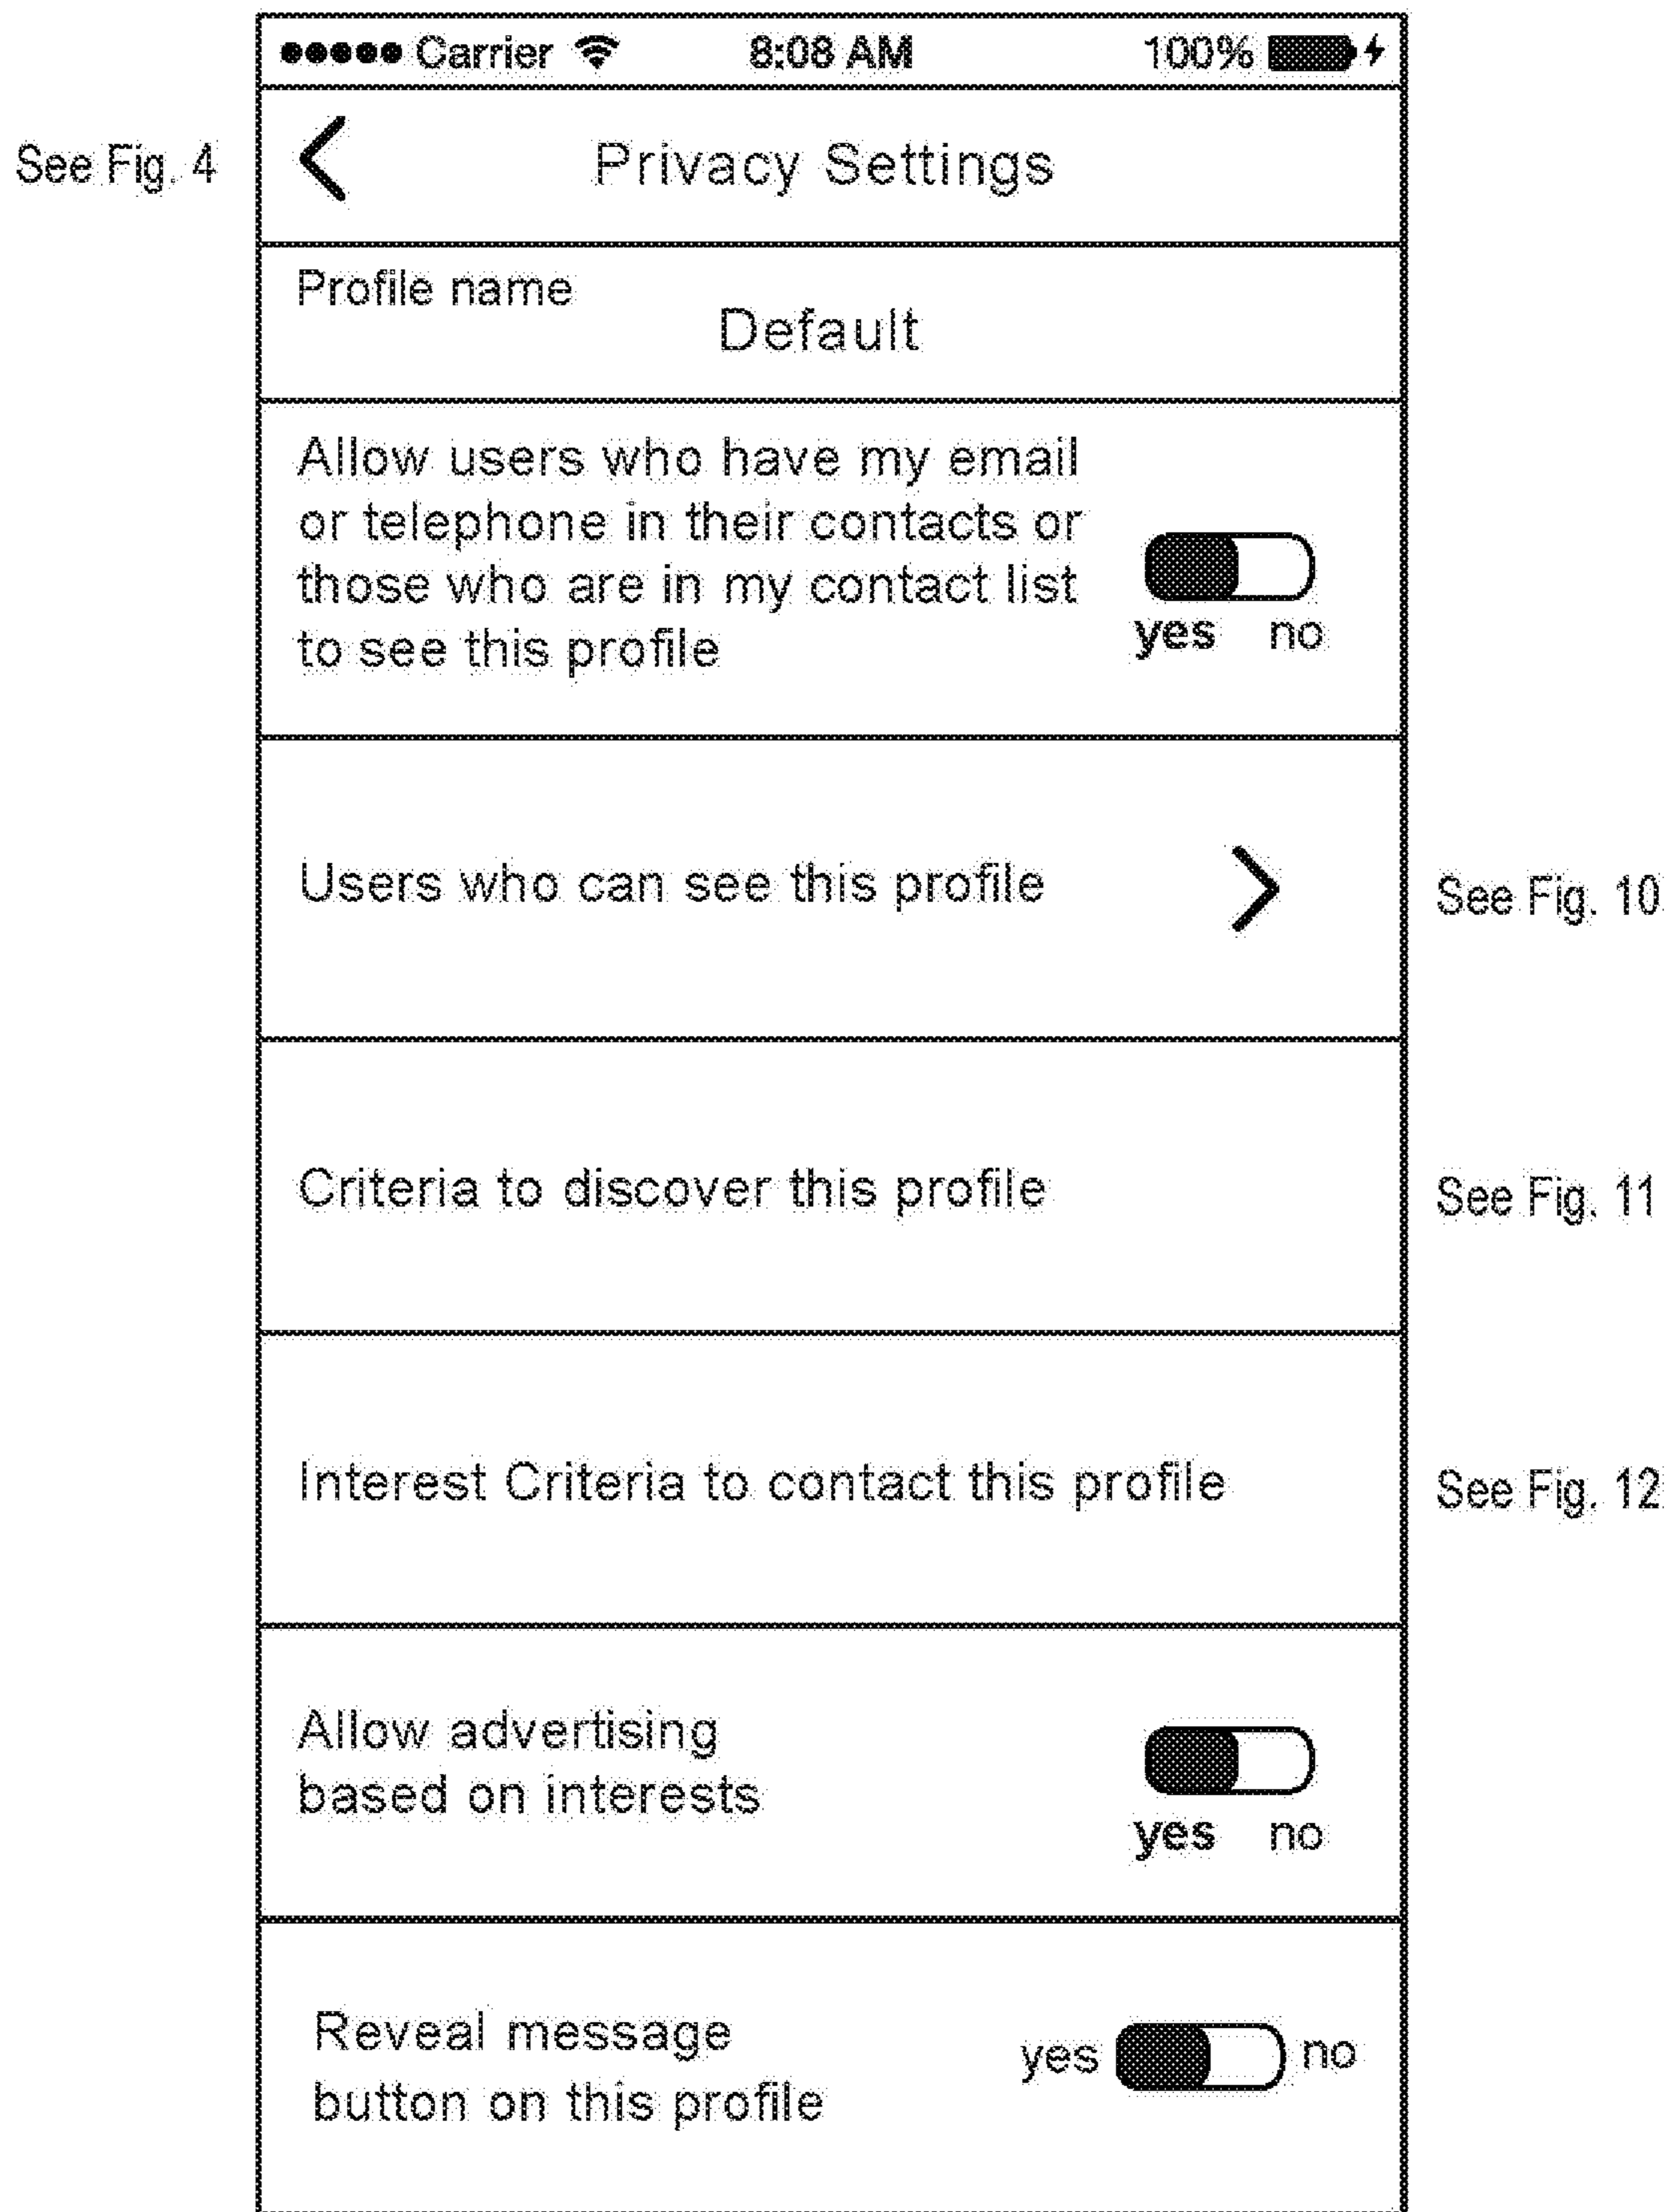 Carrier 8:08 AM 100%
See Fig. 4
Privacy Settings
Profile name
Default
Allow users who have my email
or telephone in their contacts or
those who are in my contact list
to see this profile
yes no
Users who can see this profile
See Fig. 10
Criteria to discover this profile
See Fig. 11
Interest Criteria to contact this profile
See Fig. 12
Allow advertising
based on interests
yes no
Reveal message
button on this profile
yes no